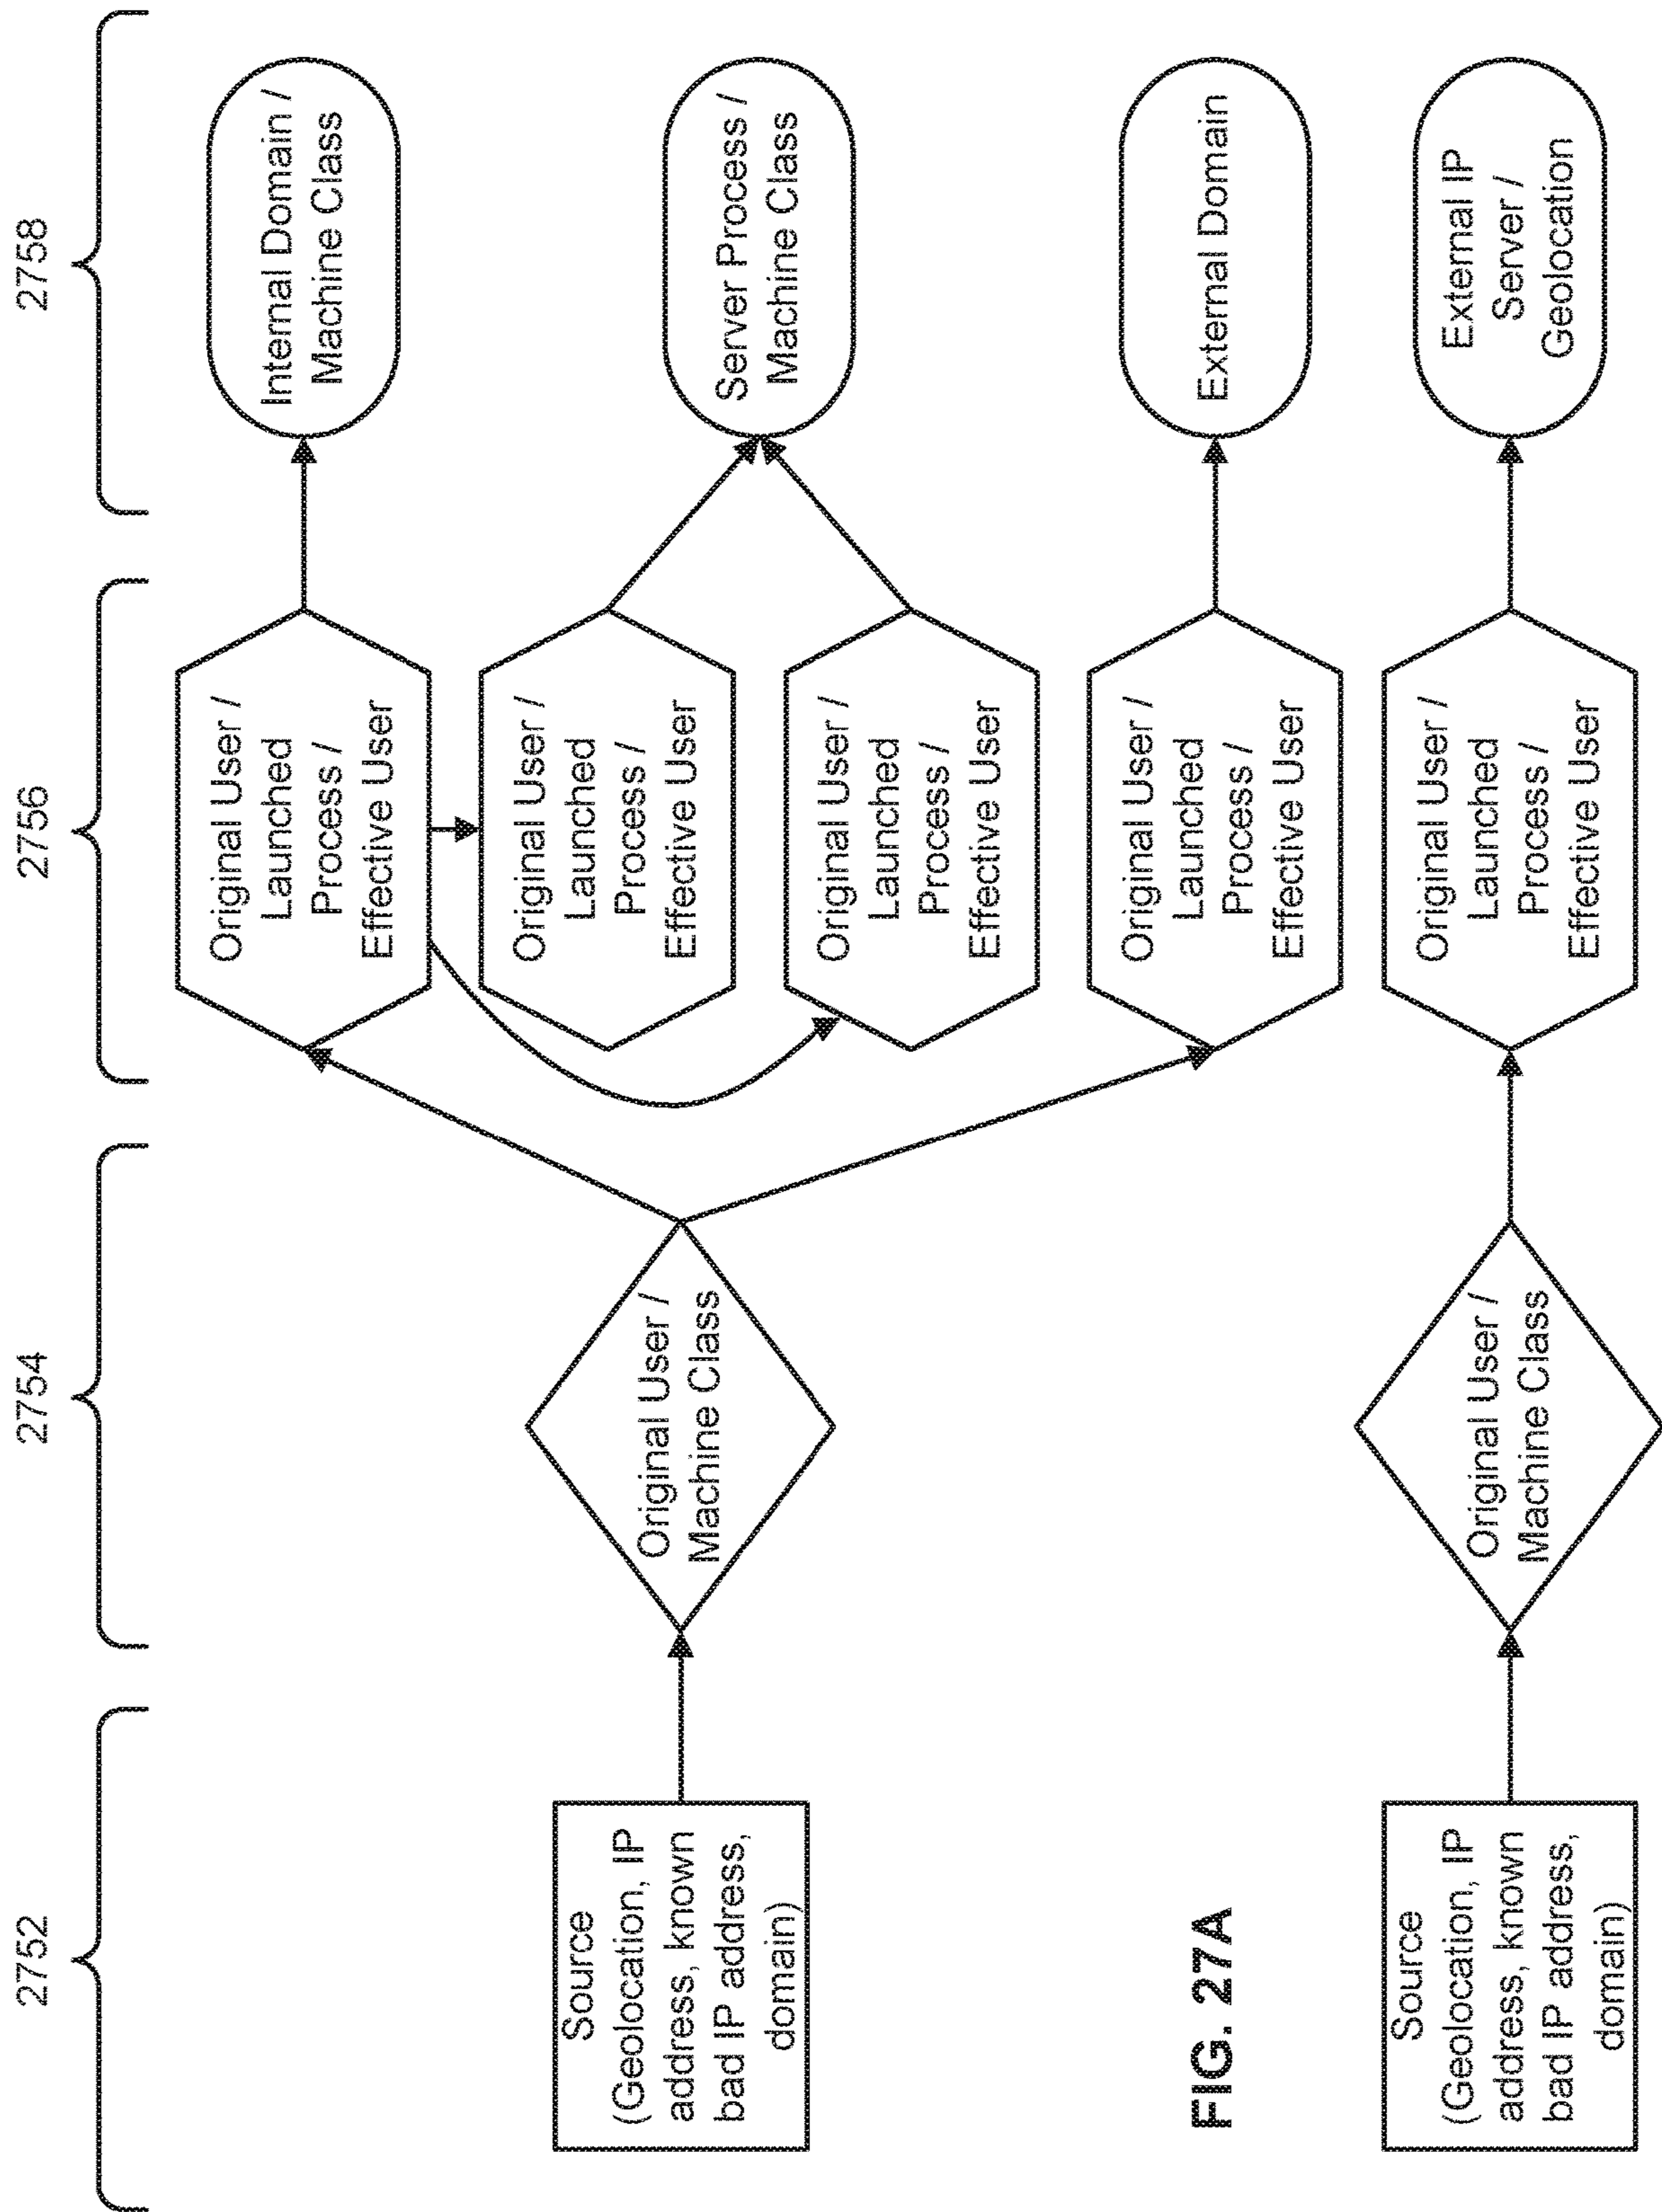 2752
2754
2756
2758
Source
(Geolocation, IP
address, known
bad IP address,
domain)
Original User /
Machine Class
Original User /
Launched
Process /
Effective User
Internal Domain /
Machine Class
Original User /
Launched
Process /
Effective User
Original User /
Launched
Process /
Effective User
Server Process /
Machine Class
Original User /
Launched
Process /
Effective User
External Domain
FIG. 27A
Source
(Geolocation, IP
address, known
bad IP address,
domain)
Original User /
Machine Class
Original User /
Launched
Process /
Effective User
External IP
Server /
Geolocation